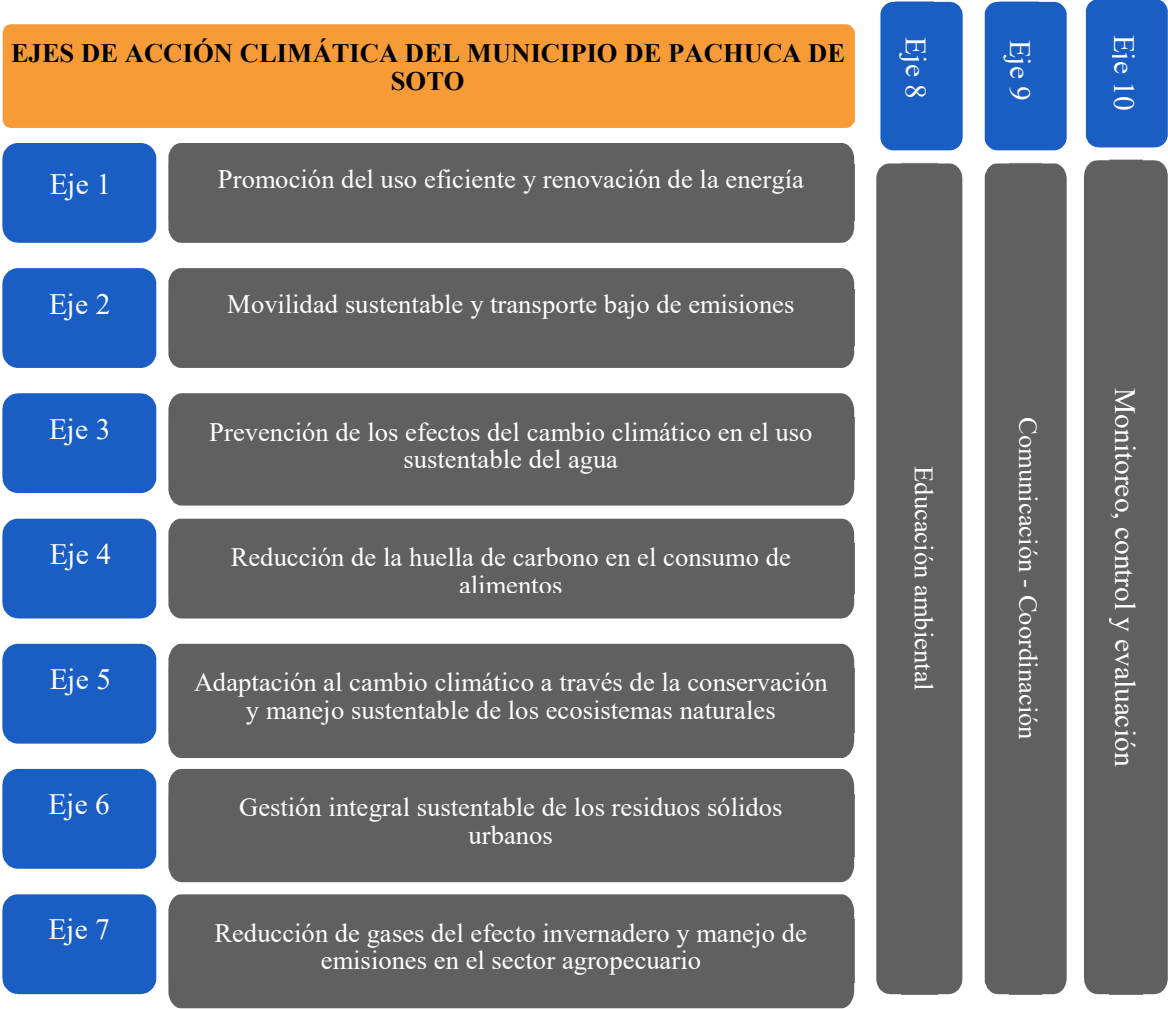 EJES DE ACCIÓN CLIMÁTICA DEL MUNICIPIO DE PACHUCA DE
SOTO
Eje 1
Promoción del uso eficiente y renovación de la energía
Eje 2
Movilidad sustentable y transporte bajo de emisiones
Eje 3
Prevención de los efectos del cambio climático en el uso
sustentable del agua
Eje 4
Reducción de la huella de carbono en el consumo de
alimentos
Eje 5
Adaptación al cambio climático a través de la conservación
y manejo sustentable de los ecosistemas naturales
Eje 6
Gestión integral sustentable de los residuos sólidos
urbanos
Eje 7
Reducción de gases del efecto invernadero y manejo de
emisiones en el sector agropecuario
Eje 8
Educación ambiental
Eje 9
Comunicación - Coordinación
Eje 10
Monitoreo, control y evaluación